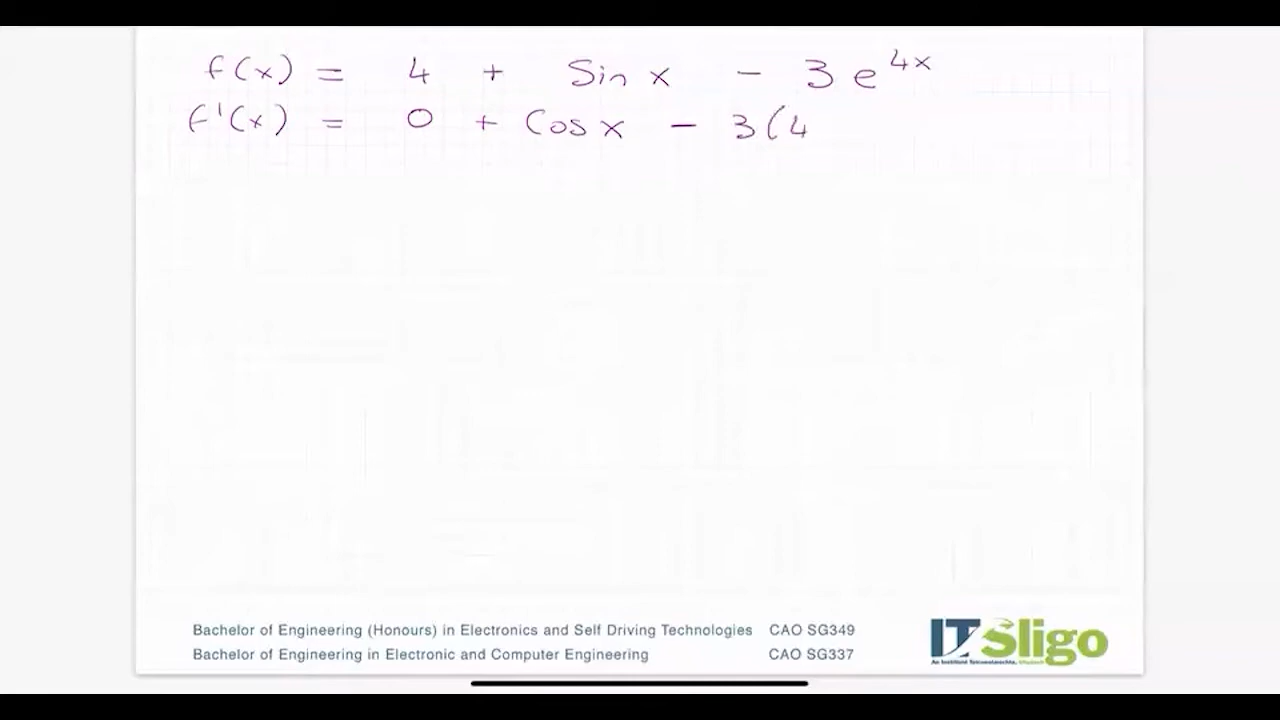 f(x) = 4 + Sin x - 3 e^{4x}
f'(x) = 0 + Cos x - 3(4
Bachelor of Engineering (Honours) in Electronics and Self Driving Technologies CAO SG349
Bachelor of Engineering in Electronic and Computer Engineering CAO SG337
IT Sligo